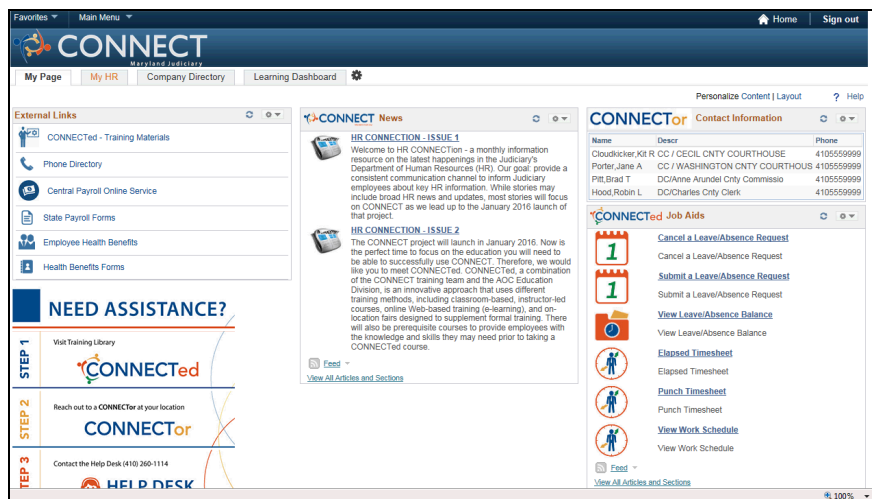 Favorites Main Menu Home Sign out
CONNECT
Maryland Judiciary
My Page My HR Company Directory Learning Dashboard
Personalize Content | Layout ? Help
External Links
CONNECTed - Training Materials
Phone Directory
Central Payroll Online Service
State Payroll Forms
Employee Health Benefits
Health Benefits Forms
NEED ASSISTANCE?
STEP 1
Visit Training Library
CONNECTed
STEP 2
Reach out to a CONNECTor at your location
CONNECTor
STEP 3
Contact the Help Desk (410) 260-1114
HELP DESK
CONNECT News
HR CONNECTION - ISSUE 1
Welcome to HR CONNECTion - a monthly information
resource on the latest happenings in the Judiciary's
Department of Human Resources (HR). Our goal: provide a
consistent communication channel to inform Judiciary
employees about key HR information. While stories may
include broad HR news and updates, most stories will focus
on CONNECT as we lead up to the January 2016 launch of
that project.
HR CONNECTION - ISSUE 2
The CONNECT project will launch in January 2016. Now is
the perfect time to focus on the education you will need to
be able to successfully use CONNECT. Therefore, we would
like you to meet CONNECTed. CONNECTed, a combination
of the CONNECT training team and the AOC Education
Division, is an innovative approach that uses different
training methods, including classroom-based, instructor-led
courses, online Web-based training (e-learning), and on-
location fairs designed to supplement formal training. There
will also be prerequisite courses to provide employees with
the knowledge and skills they may need prior to taking a
CONNECTed course.
Feed
View All Articles and Sections
CONNECTor Contact Information
Name Descr Phone
Cloudkicker,Kit R CC / CECIL CNTY COURTHOUSE 4105559999
Porter,Jane A CC / WASHINGTON CNTY COURTHOUS 4105559999
Pitt,Brad T DC/Anne Arundel Cnty Commissio 4105559999
Hood,Robin L DC/Charles Cnty Clerk 4105559999
CONNECTed Job Aids
1
Cancel a Leave/Absence Request
Cancel a Leave/Absence Request
1
Submit a Leave/Absence Request
Submit a Leave/Absence Request
View Leave/Absence Balance
View Leave/Absence Balance
Elapsed Timesheet
Elapsed Timesheet
Punch Timesheet
Punch Timesheet
View Work Schedule
View Work Schedule
Feed
View All Articles and Sections
100%